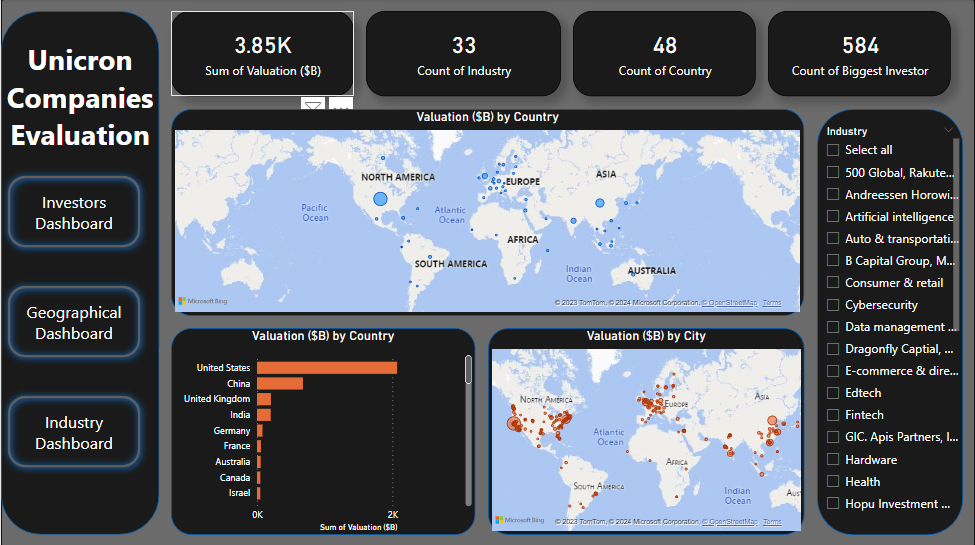 Unicron
Companies
Evaluation
Investors
Dashboard
Geographical
Dashboard
Industry
Dashboard
3.85K
Sum of Valuation ($B)
33
Count of Industry
48
Count of Country
584
Count of Biggest Investor
Valuation ($B) by Country
NORTH AMERICA
EUROPE
ASIA
Pacific
Ocean
Atlantic
Ocean
AFRICA
SOUTH AMERICA
Indian
Ocean
AUSTRALIA
Microsoft Bing
© 2023 TomTom, © 2024 Microsoft Corporation, © OpenStreetMap Terms
Valuation ($B) by Country
United States
China
United Kingdom
India
Germany
France
Australia
Canada
Israel
0K 2K
Sum of Valuation ($B)
Valuation ($B) by City
NORTH AMERICA
EUROPE
ASIA
Atlantic
Ocean
AFRICA
SOUTH AMERICA
Indian
Ocean
Aus
Microsoft Bing
© 2023 TomTom, © 2024 Microsoft Corporation, © OpenStreetMap Terms
Industry
Select all
500 Global, Rakute...
Andreessen Horowi...
Artificial intelligence
Auto & transportati...
B Capital Group, M...
Consumer & retail
Cybersecurity
Data management ...
Dragonfly Captial, ...
E-commerce & dire...
Edtech
Fintech
GIC. Apis Partners, I...
Hardware
Health
Hopu Investment ...